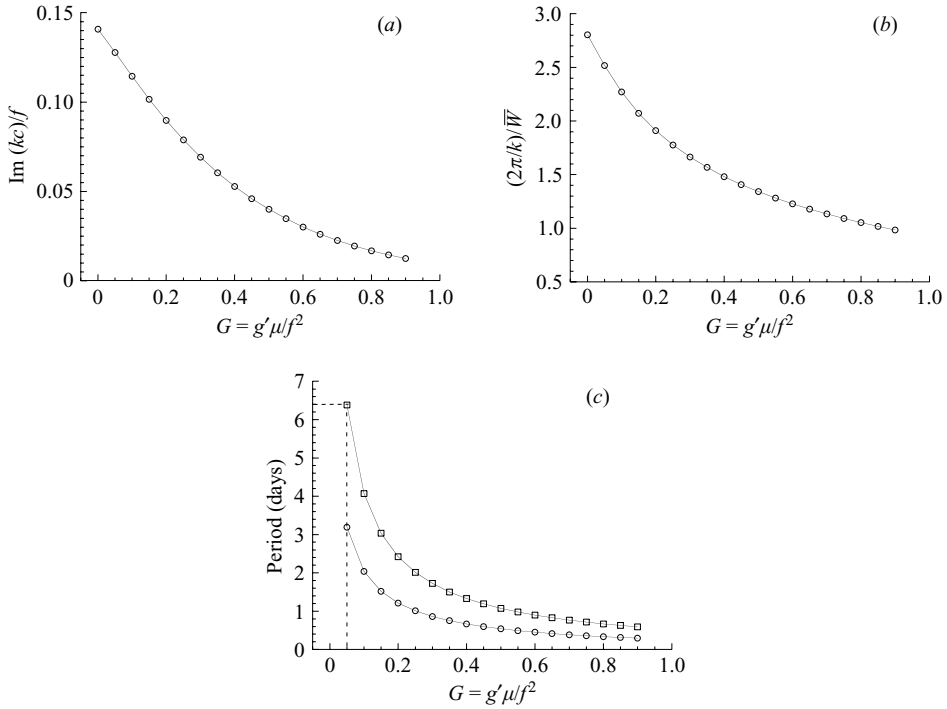 (a)
Im (kc)/f
0.15
0.10
0.05
0
0 0.2 0.4 0.6 0.8 1.0
G = g′μ/f²
(b)
(2π/k)/W̅
3.0
2.5
2.0
1.5
1.0
0.5
0 0.2 0.4 0.6 0.8 1.0
G = g′μ/f²
(c)
Period (days)
7
6
5
4
3
2
1
0
0 0.2 0.4 0.6 0.8 1.0
G = g′μ/f²